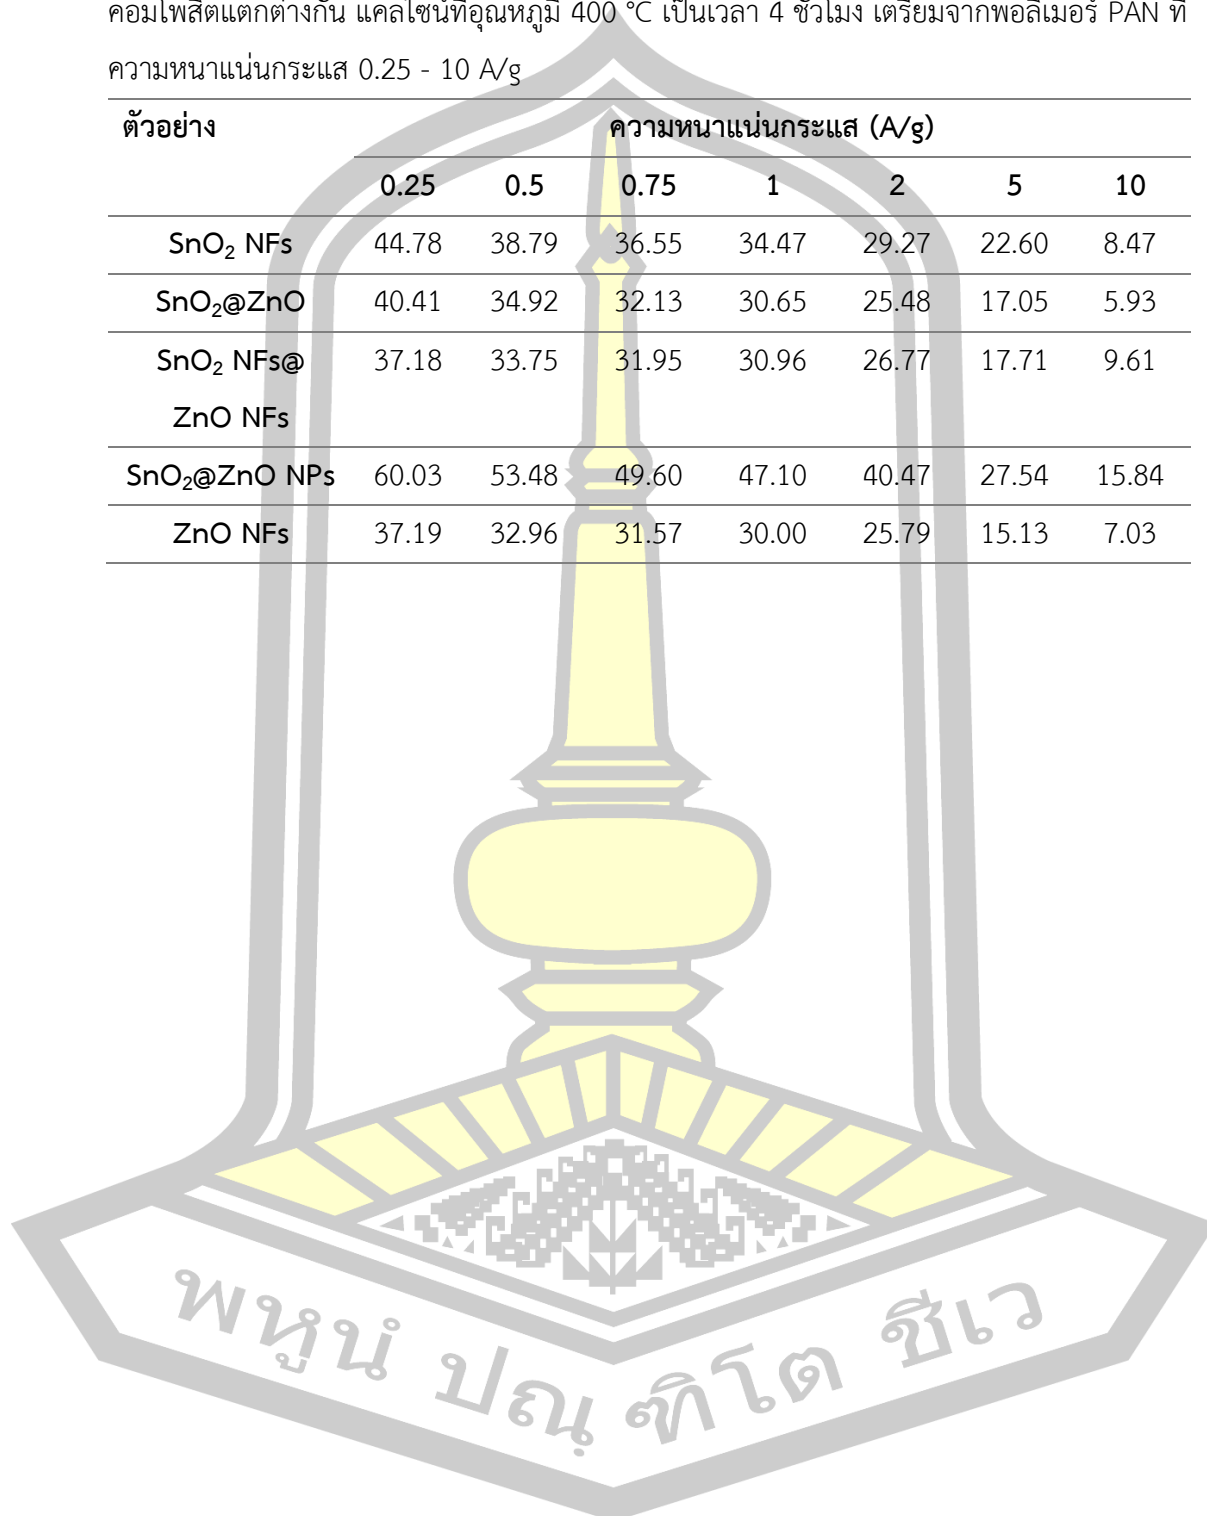 คอมโพสิตแตกต่างกัน แคลไซน์ที่อุณหภูมิ 400 °C เป็นเวลา 4 ชั่วโมง เตรียมจากพอลิเมอร์ PAN ที่
ความหนาแน่นกระแส 0.25 - 10 A/g
ตัวอย่าง ความหนาแน่นกระแส (A/g)
0.25 0.5 0.75 1 2 5 10
SnO₂ NFs 44.78 38.79 36.55 34.47 29.27 22.60 8.47
SnO₂@ZnO 40.41 34.92 32.13 30.65 25.48 17.05 5.93
SnO₂ NFs@ 37.18 33.75 31.95 30.96 26.77 17.71 9.61
ZnO NFs
SnO₂@ZnO NPs 60.03 53.48 49.60 47.10 40.47 27.54 15.84
ZnO NFs 37.19 32.96 31.57 30.00 25.79 15.13 7.03
พหูนํ ปณฺฑิโต ชีเว